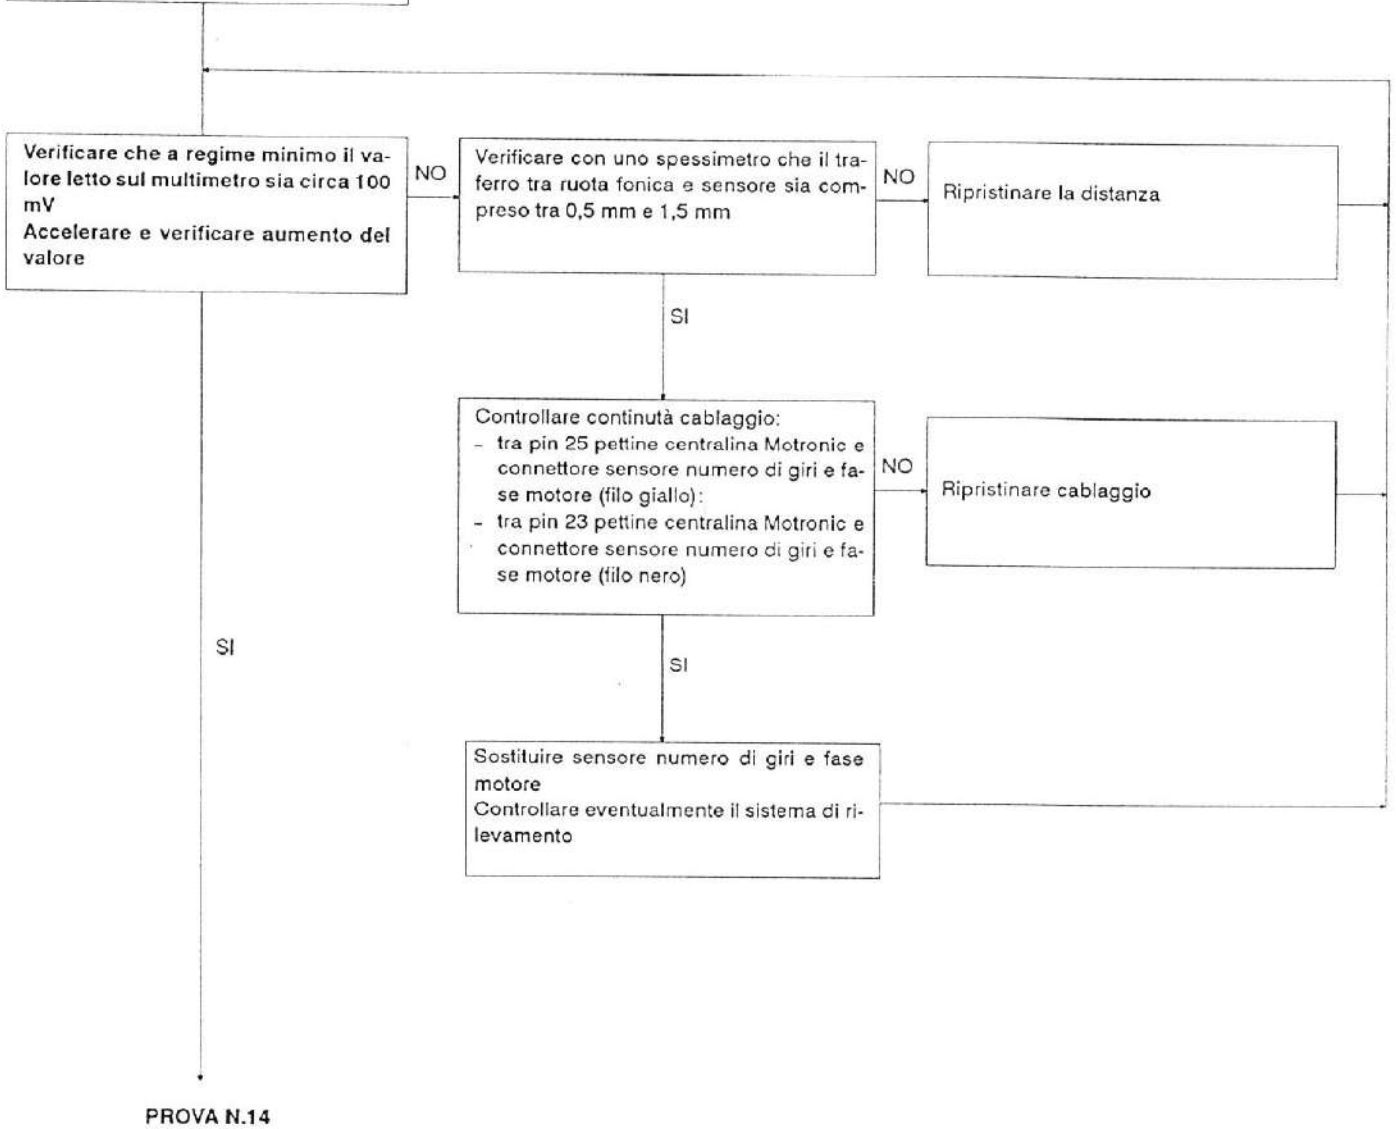 Verificare che a regime minimo il va-
lore letto sul multimetro sia circa 100
mV
Accelerare e verificare aumento del
valore
NO
Verificare con uno spessimetro che il tra-
ferro tra ruota fonica e sensore sia com-
preso tra 0,5 mm e 1,5 mm
NO
Ripristinare la distanza
SI
Controllare continutà cablaggio:
- tra pin 25 pettine centralina Motronic e
connettore sensore numero di giri e fa-
se motore (filo giallo):
- tra pin 23 pettine centralina Motronic e
connettore sensore numero di giri e fa-
se motore (filo nero)
NO
Ripristinare cablaggio
SI
SI
Sostituire sensore numero di giri e fase
motore
Controllare eventualmente il sistema di ri-
levamento
PROVA N.14